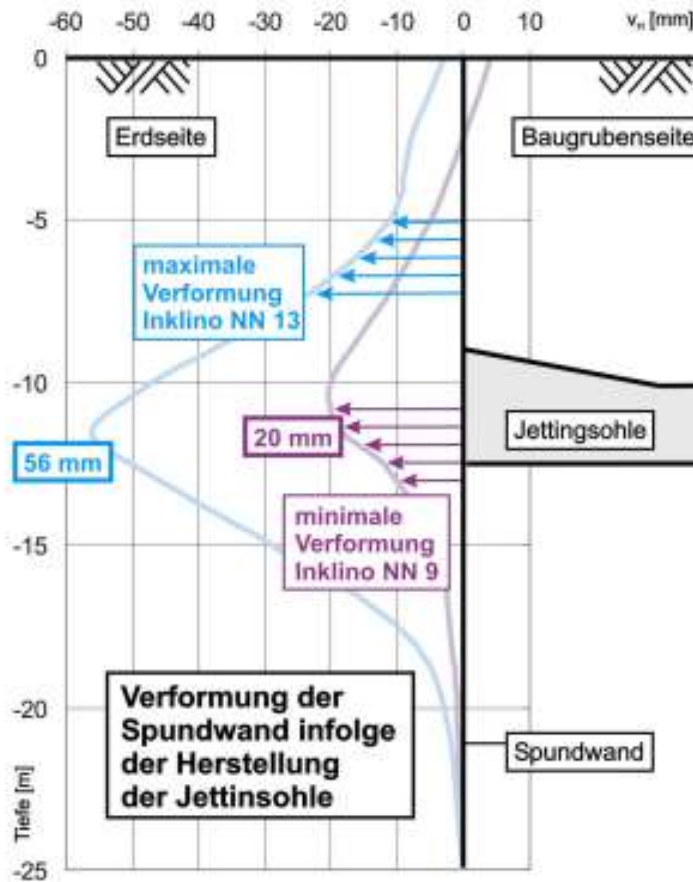 -60 -50 -40 -30 -20 -10 0 10 vₕ [mm]
0
Erdseite
Baugrubenseite
-5
maximale
Verformung
Inklino NN 13
-10
Jettingsohle
20 mm
56 mm
minimale
Verformung
Inklino NN 9
-15
Verformung der
Spundwand infolge
der Herstellung
der Jettinsohle
-20
Spundwand
Tiefe [m]
-25